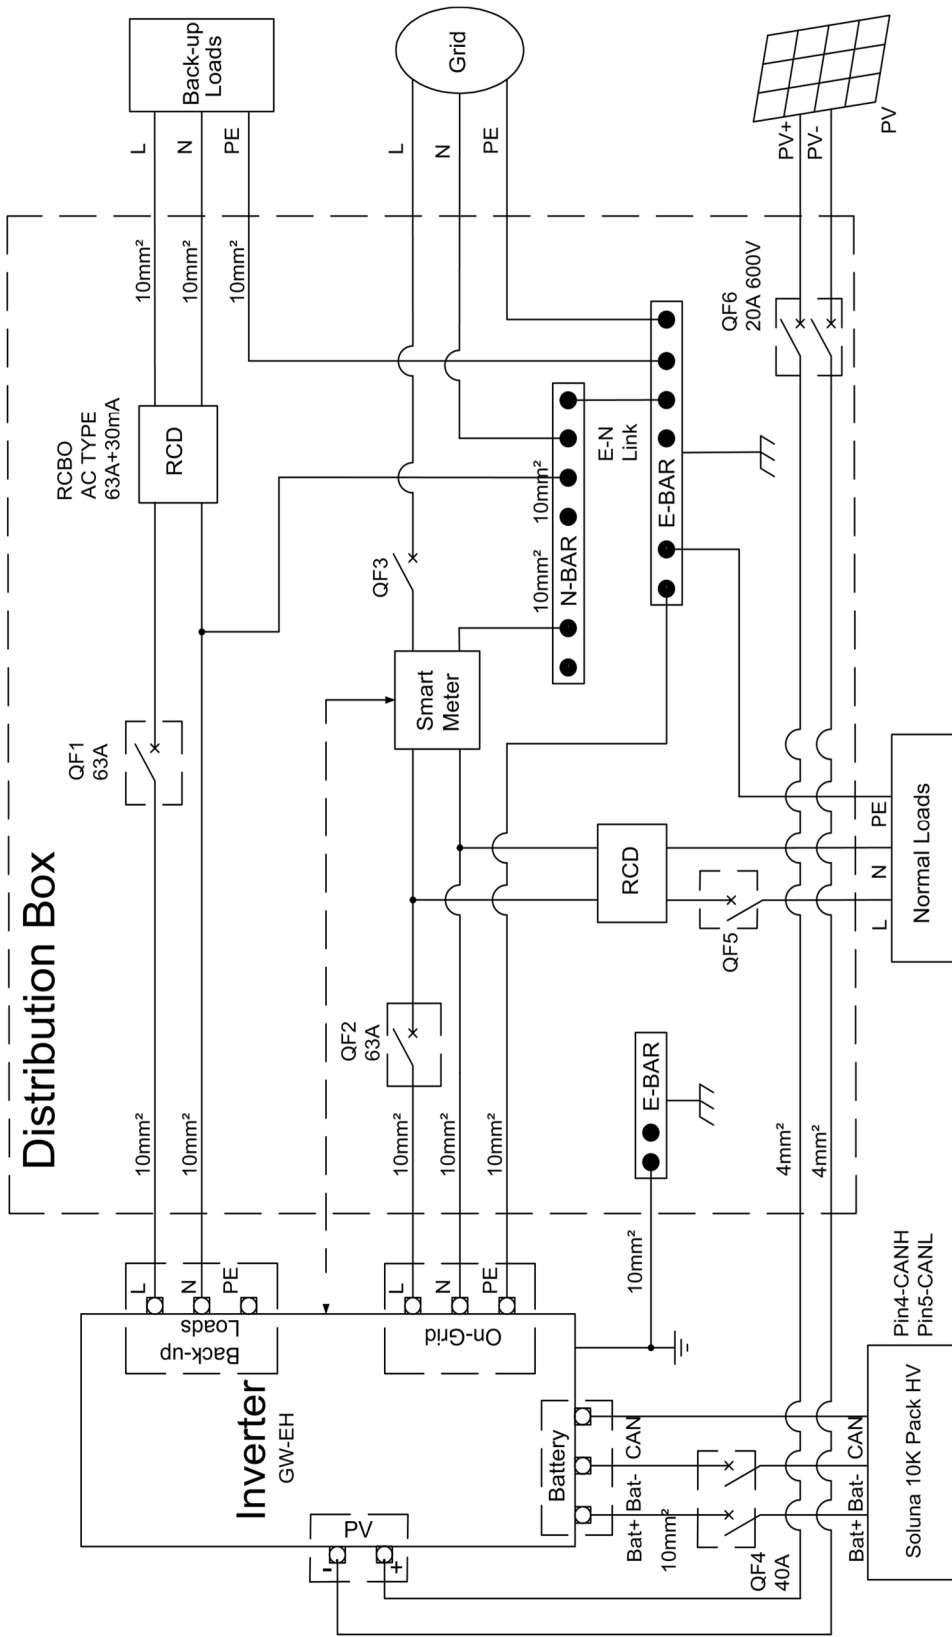 Distribution Box
Back-up
Loads
L
N
PE
10mm²
10mm²
10mm²
RCBO
AC TYPE
63A+30mA
RCD
QF1
63A
10mm²
10mm²
L
N
PE
Back-up
Loads
Inverter
GW-EH
Grid
L
N
PE
QF3
Smart
Meter
QF2
63A
10mm²
10mm²
10mm²
L
N
PE
On-Grid
10mm²
10mm²
N-BAR
E-N
Link
E-BAR
RCD
QF5
E-BAR
10mm²
PV+
PV-
PV
QF6
20A 600V
4mm²
4mm²
L
N
PE
Normal Loads
PV
-
+
Battery
Bat+
Bat-
CAN
10mm²
QF4
40A
Bat+
Bat-
CAN
Soluna 10K Pack HV
Pin4-CANH
Pin5-CANL